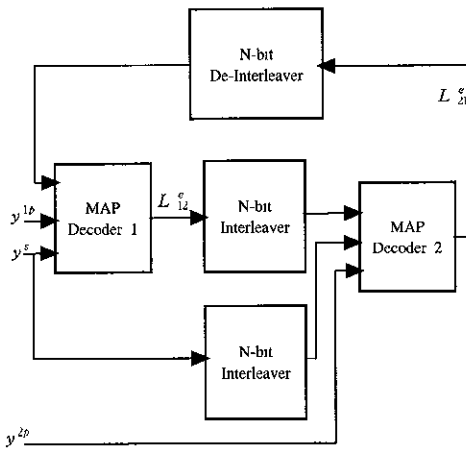 N-bit
De-Interleaver
L e 21
MAP
Decoder 1
y 1p
y s
L e 12
N-bit
Interleaver
MAP
Decoder 2
N-bit
Interleaver
y 2p